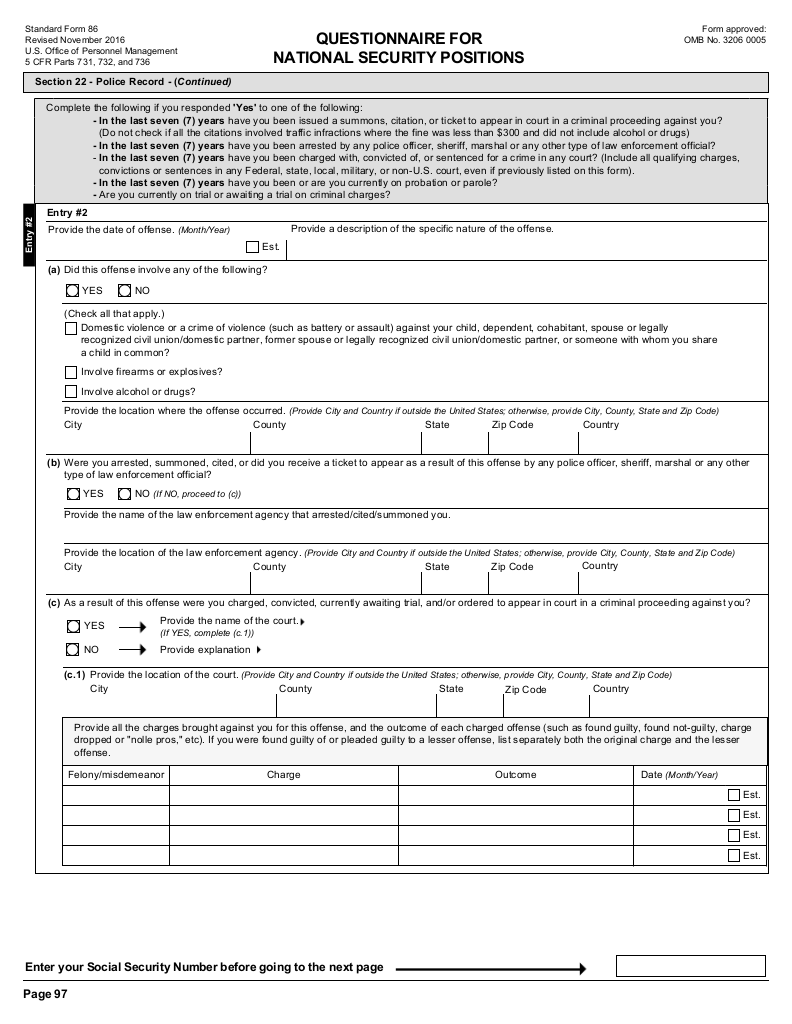 Standard Form 86
Revised November 2016
U.S. Office of Personnel Management
5 CFR Parts 731, 732, and 736
QUESTIONNAIRE FOR
NATIONAL SECURITY POSITIONS
Form approved:
OMB No. 3206 0005
Section 22 - Police Record - (Continued)
Complete the following if you responded 'Yes' to one of the following:
- In the last seven (7) years have you been issued a summons, citation, or ticket to appear in court in a criminal proceeding against you?
(Do not check if all the citations involved traffic infractions where the fine was less than $300 and did not include alcohol or drugs)
- In the last seven (7) years have you been arrested by any police officer, sheriff, marshal or any other type of law enforcement official?
- In the last seven (7) years have you been charged with, convicted of, or sentenced for a crime in any court? (Include all qualifying charges,
convictions or sentences in any Federal, state, local, military, or non-U.S. court, even if previously listed on this form).
- In the last seven (7) years have you been or are you currently on probation or parole?
- Are you currently on trial or awaiting a trial on criminal charges?
Entry #2
Entry #2
Provide the date of offense. (Month/Year)
Est.
Provide a description of the specific nature of the offense.
(a) Did this offense involve any of the following?
YES NO
(Check all that apply.)
Domestic violence or a crime of violence (such as battery or assault) against your child, dependent, cohabitant, spouse or legally
recognized civil union/domestic partner, former spouse or legally recognized civil union/domestic partner, or someone with whom you share
a child in common?
Involve firearms or explosives?
Involve alcohol or drugs?
Provide the location where the offense occurred. (Provide City and Country if outside the United States; otherwise, provide City, County, State and Zip Code)
City County State Zip Code Country
(b) Were you arrested, summoned, cited, or did you receive a ticket to appear as a result of this offense by any police officer, sheriff, marshal or any other
type of law enforcement official?
YES NO (If NO, proceed to (c))
Provide the name of the law enforcement agency that arrested/cited/summoned you.
Provide the location of the law enforcement agency. (Provide City and Country if outside the United States; otherwise, provide City, County, State and Zip Code)
City County State Zip Code Country
(c) As a result of this offense were you charged, convicted, currently awaiting trial, and/or ordered to appear in court in a criminal proceeding against you?
YES Provide the name of the court.
(If YES, complete (c.1))
NO Provide explanation
(c.1) Provide the location of the court. (Provide City and Country if outside the United States; otherwise, provide City, County, State and Zip Code)
City County State Zip Code Country
Provide all the charges brought against you for this offense, and the outcome of each charged offense (such as found guilty, found not-guilty, charge
dropped or "nolle pros," etc). If you were found guilty of or pleaded guilty to a lesser offense, list separately both the original charge and the lesser
offense.
Felony/misdemeanor Charge Outcome Date (Month/Year)
Est.
Est.
Est.
Est.
Enter your Social Security Number before going to the next page
Page 97